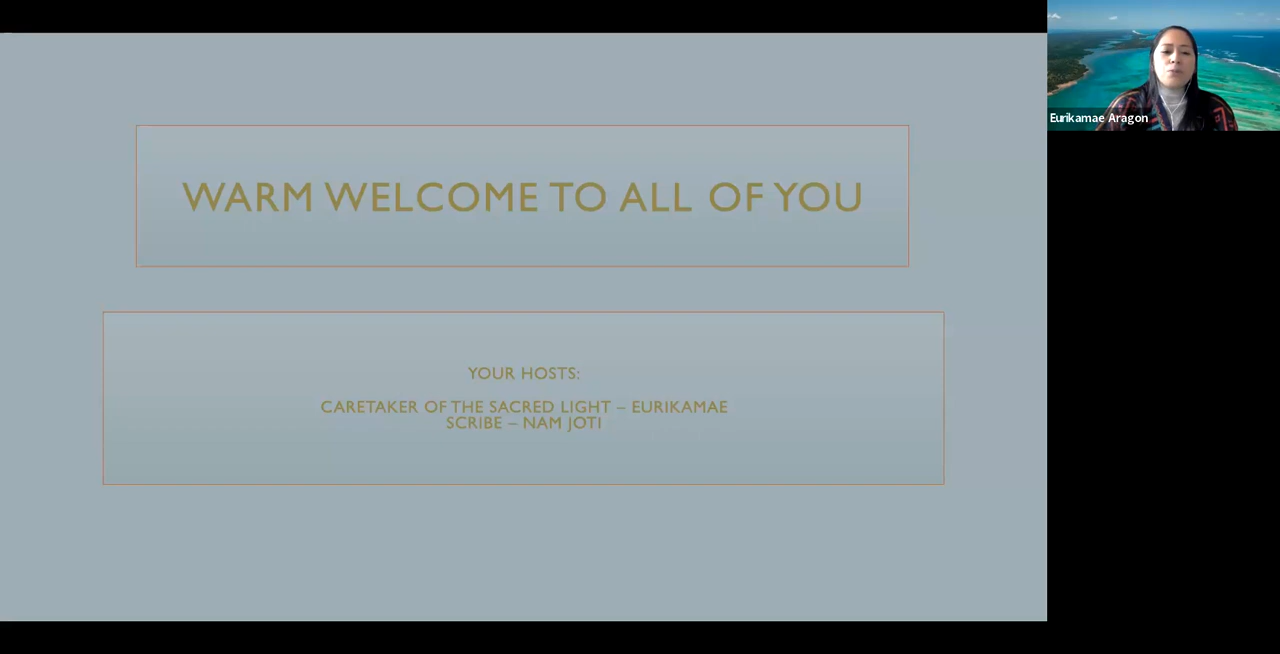 WARM WELCOME TO ALL OF YOU
YOUR HOSTS:
CARETAKER OF THE SACRED LIGHT – EURIKAMAE
SCRIBE – NAM JOTI
Eurikamae Aragon